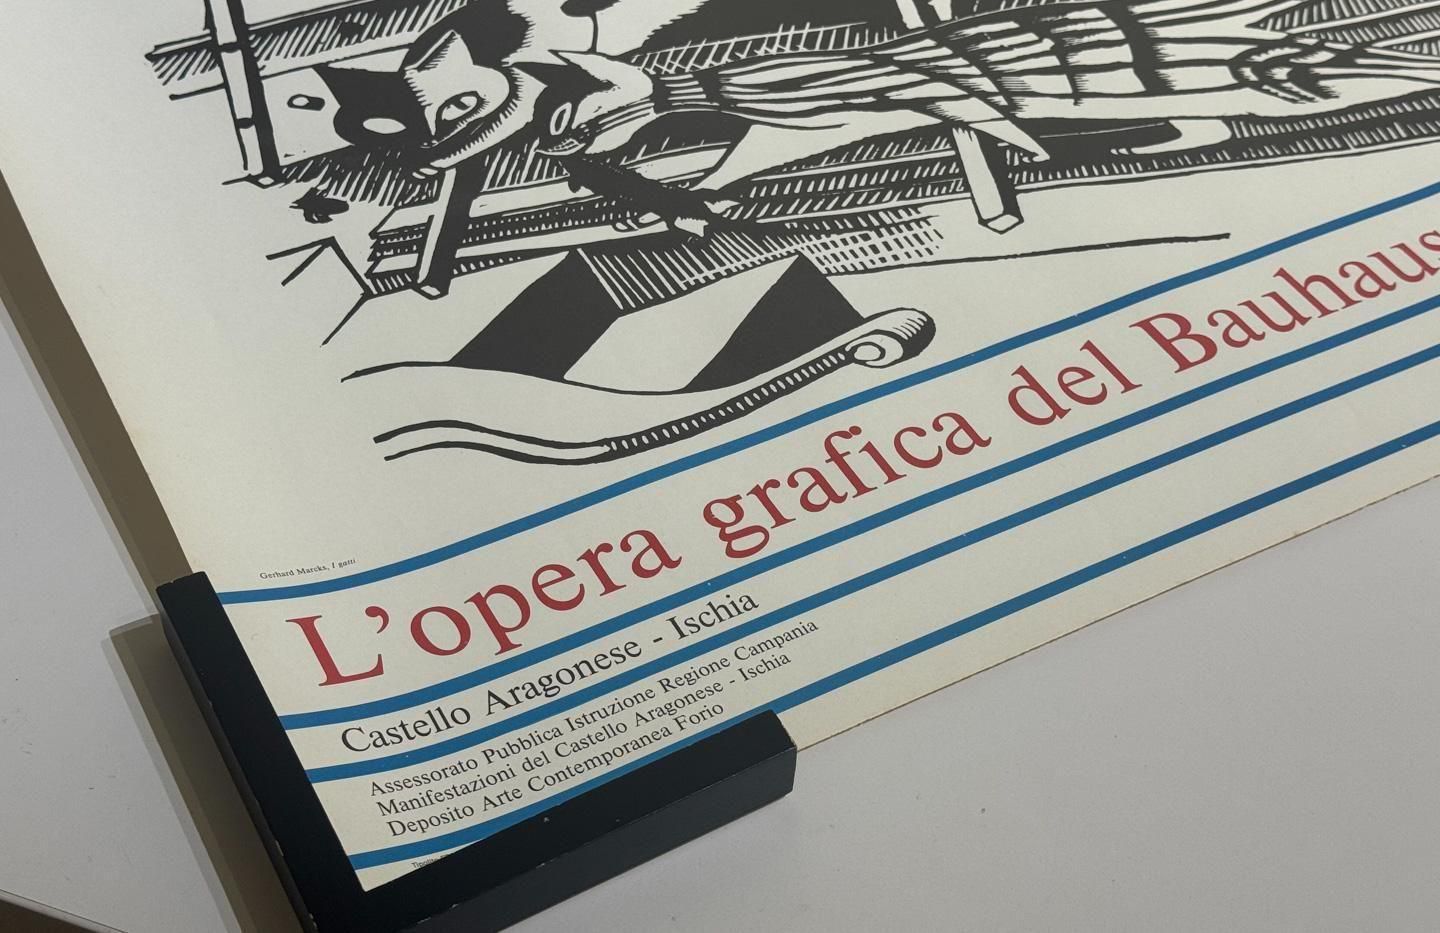 Gerhard Marcks, I gatti
L'opera grafica del Bauhaus
Castello Aragonese - Ischia
Assessorato Pubblica Istruzione Regione Campania
Manifestazioni del Castello Aragonese - Ischia
Deposito Arte Contemporanea Forio